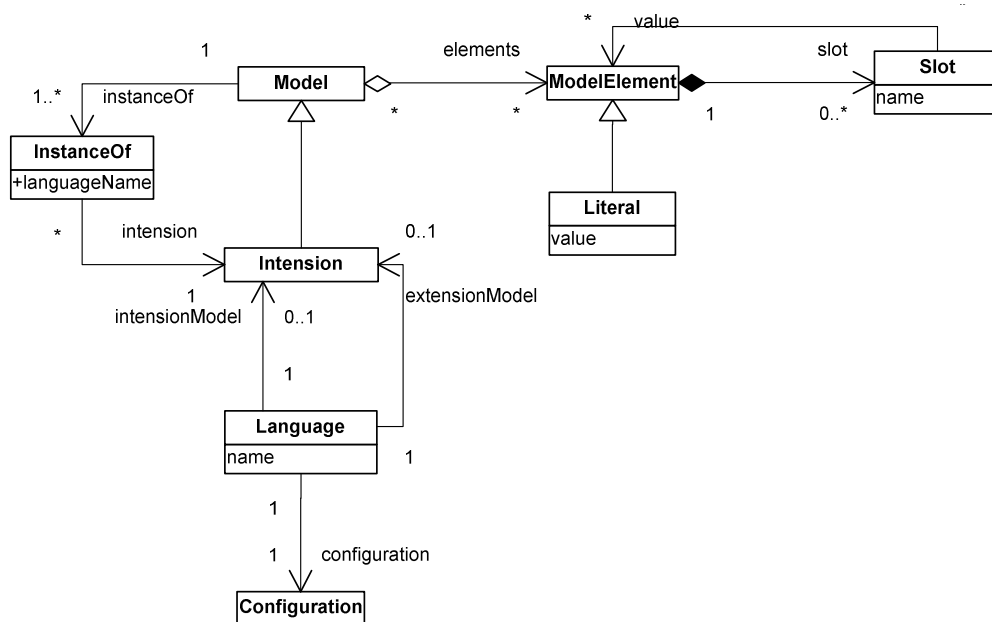 * value
1 elements slot
Model ModelElement Slot
1..* instanceOf * * 1 0..* name
InstanceOf
+languageName
Literal
* intension 0..1 value
Intension
1 extensionModel
intensionModel 0..1
1
Language
name 1
1
1 configuration
Configuration